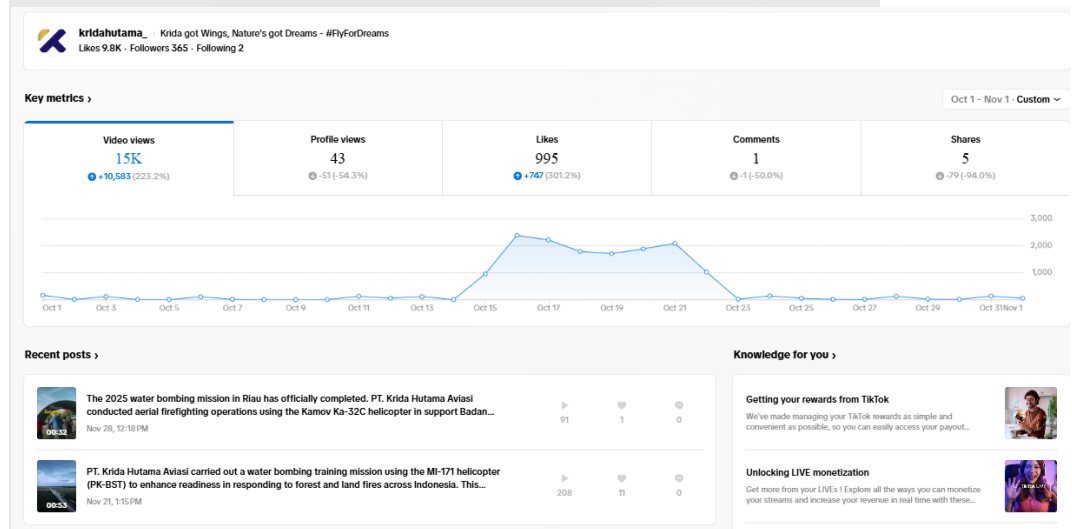 kridahutama_ Krida got Wings, Nature's got Dreams - #FlyForDreams
Likes 9.8K · Followers 365 · Following 2
Key metrics ›
Oct 1 - Nov 1 · Custom
Video views
15K
+10,583 (223.2%)
Profile views
43
-51 (-54.3%)
Likes
995
+747 (301.2%)
Comments
1
-1 (-50.0%)
Shares
5
-79 (-94.0%)
3,000
2,000
1,000
Oct 1 Oct 3 Oct 5 Oct 7 Oct 9 Oct 11 Oct 13 Oct 15 Oct 17 Oct 19 Oct 21 Oct 23 Oct 25 Oct 27 Oct 29 Oct 31 Nov 1
Recent posts ›
00:32
The 2025 water bombing mission in Riau has officially completed. PT. Krida Hutama Aviasi
conducted aerial firefighting operations using the Kamov Ka-32C helicopter in support Badan...
Nov 28, 12:18 PM
91 1 0
00:53
PT. Krida Hutama Aviasi carried out a water bombing training mission using the MI-171 helicopter
(PK-BST) to enhance readiness in responding to forest and land fires across Indonesia. This...
Nov 21, 1:15 PM
208 11 0
Knowledge for you ›
Getting your rewards from TikTok
We've made managing your TikTok rewards as simple and
convenient as possible, so you can easily access your payout...
Unlocking LIVE monetization
Get more from your LIVEs ! Explore all the ways you can monetize
your streams and increase your revenue in real time with these...
TikTok LIVE